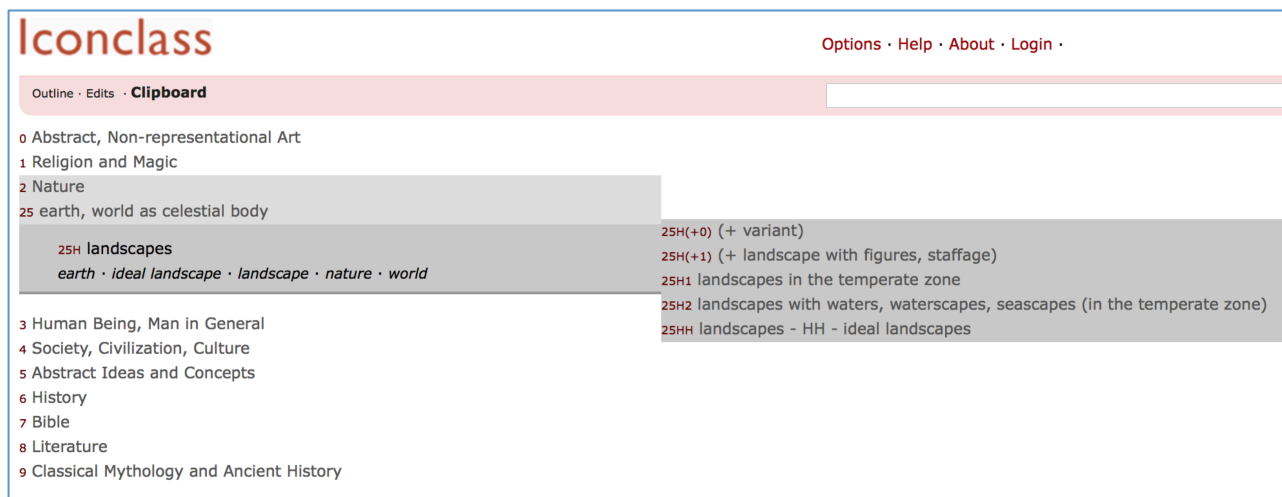 Iconclass
Options · Help · About · Login ·
Outline · Edits · Clipboard
0 Abstract, Non-representational Art
1 Religion and Magic
2 Nature
25 earth, world as celestial body
25H landscapes
earth · ideal landscape · landscape · nature · world
25H(+0) (+ variant)
25H(+1) (+ landscape with figures, staffage)
25H1 landscapes in the temperate zone
25H2 landscapes with waters, waterscapes, seascapes (in the temperate zone)
25HH landscapes - HH - ideal landscapes
3 Human Being, Man in General
4 Society, Civilization, Culture
5 Abstract Ideas and Concepts
6 History
7 Bible
8 Literature
9 Classical Mythology and Ancient History